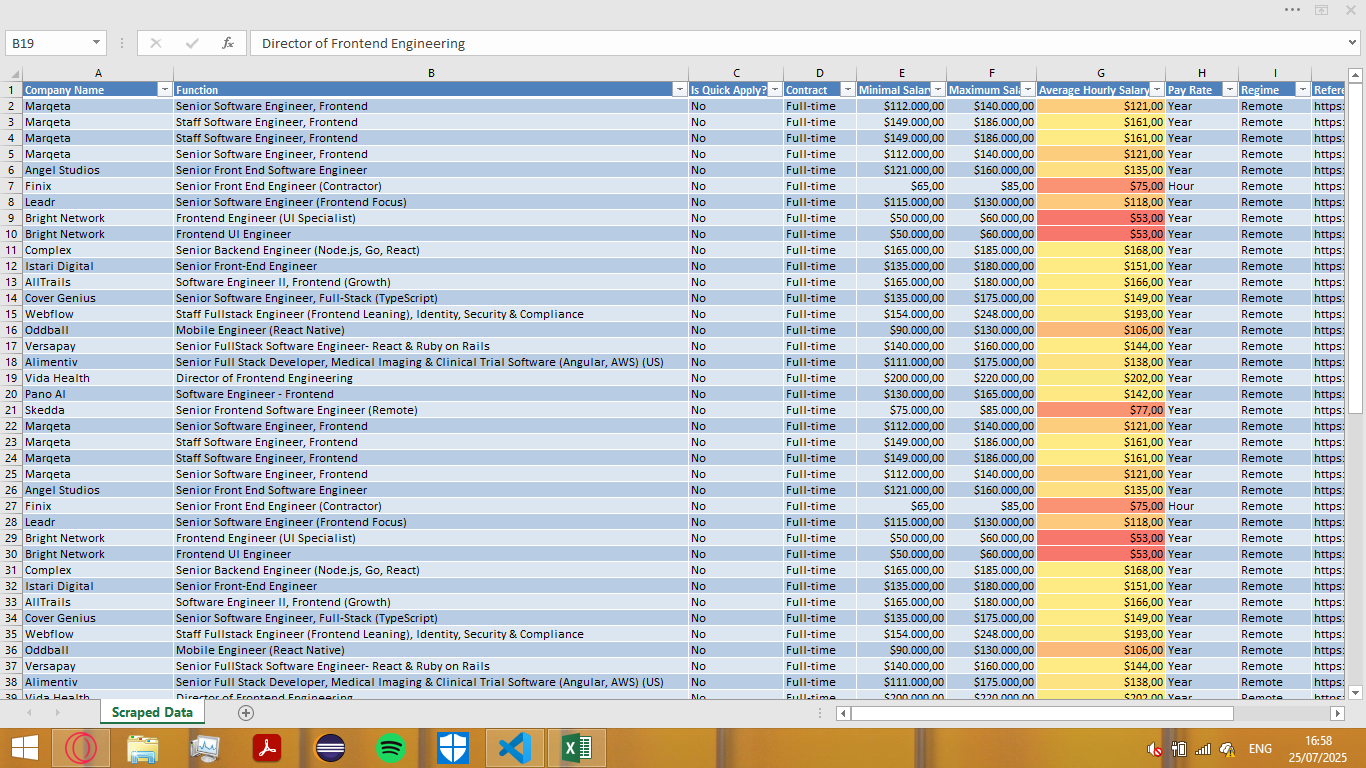 B19 fx Director of Frontend Engineering
A B C D E F G H I
1 Company Name Function Is Quick Apply? Contract Minimal Salary Maximum Sala Average Hourly Salary Pay Rate Regime Refere
2 Marqeta Senior Software Engineer, Frontend No Full-time $112.000,00 $140.000,00 $121,00 Year Remote https:
3 Marqeta Staff Software Engineer, Frontend No Full-time $149.000,00 $186.000,00 $161,00 Year Remote https:
4 Marqeta Staff Software Engineer, Frontend No Full-time $149.000,00 $186.000,00 $161,00 Year Remote https:
5 Marqeta Senior Software Engineer, Frontend No Full-time $112.000,00 $140.000,00 $121,00 Year Remote https:
6 Angel Studios Senior Front End Software Engineer No Full-time $121.000,00 $160.000,00 $135,00 Year Remote https:
7 Finix Senior Front End Engineer (Contractor) No Full-time $65,00 $85,00 $75,00 Hour Remote https:
8 Leadr Senior Software Engineer (Frontend Focus) No Full-time $115.000,00 $130.000,00 $118,00 Year Remote https:
9 Bright Network Frontend Engineer (UI Specialist) No Full-time $50.000,00 $60.000,00 $53,00 Year Remote https:
10 Bright Network Frontend UI Engineer No Full-time $50.000,00 $60.000,00 $53,00 Year Remote https:
11 Complex Senior Backend Engineer (Node.js, Go, React) No Full-time $165.000,00 $185.000,00 $168,00 Year Remote https:
12 Istari Digital Senior Front-End Engineer No Full-time $135.000,00 $180.000,00 $151,00 Year Remote https:
13 AllTrails Software Engineer II, Frontend (Growth) No Full-time $165.000,00 $180.000,00 $166,00 Year Remote https:
14 Cover Genius Senior Software Engineer, Full-Stack (TypeScript) No Full-time $135.000,00 $175.000,00 $149,00 Year Remote https:
15 Webflow Staff Fullstack Engineer (Frontend Leaning), Identity, Security & Compliance No Full-time $154.000,00 $248.000,00 $193,00 Year Remote https:
16 Oddball Mobile Engineer (React Native) No Full-time $90.000,00 $130.000,00 $106,00 Year Remote https:
17 Versapay Senior FullStack Software Engineer- React & Ruby on Rails No Full-time $140.000,00 $160.000,00 $144,00 Year Remote https:
18 Alimentiv Senior Full Stack Developer, Medical Imaging & Clinical Trial Software (Angular, AWS) (US) No Full-time $111.000,00 $175.000,00 $138,00 Year Remote https:
19 Vida Health Director of Frontend Engineering No Full-time $200.000,00 $220.000,00 $202,00 Year Remote https:
20 Pano AI Software Engineer - Frontend No Full-time $130.000,00 $165.000,00 $142,00 Year Remote https:
21 Skedda Senior Frontend Software Engineer (Remote) No Full-time $75.000,00 $85.000,00 $77,00 Year Remote https:
22 Marqeta Senior Software Engineer, Frontend No Full-time $112.000,00 $140.000,00 $121,00 Year Remote https:
23 Marqeta Staff Software Engineer, Frontend No Full-time $149.000,00 $186.000,00 $161,00 Year Remote https:
24 Marqeta Staff Software Engineer, Frontend No Full-time $149.000,00 $186.000,00 $161,00 Year Remote https:
25 Marqeta Senior Software Engineer, Frontend No Full-time $112.000,00 $140.000,00 $121,00 Year Remote https:
26 Angel Studios Senior Front End Software Engineer No Full-time $121.000,00 $160.000,00 $135,00 Year Remote https:
27 Finix Senior Front End Engineer (Contractor) No Full-time $65,00 $85,00 $75,00 Hour Remote https:
28 Leadr Senior Software Engineer (Frontend Focus) No Full-time $115.000,00 $130.000,00 $118,00 Year Remote https:
29 Bright Network Frontend Engineer (UI Specialist) No Full-time $50.000,00 $60.000,00 $53,00 Year Remote https:
30 Bright Network Frontend UI Engineer No Full-time $50.000,00 $60.000,00 $53,00 Year Remote https:
31 Complex Senior Backend Engineer (Node.js, Go, React) No Full-time $165.000,00 $185.000,00 $168,00 Year Remote https:
32 Istari Digital Senior Front-End Engineer No Full-time $135.000,00 $180.000,00 $151,00 Year Remote https:
33 AllTrails Software Engineer II, Frontend (Growth) No Full-time $165.000,00 $180.000,00 $166,00 Year Remote https:
34 Cover Genius Senior Software Engineer, Full-Stack (TypeScript) No Full-time $135.000,00 $175.000,00 $149,00 Year Remote https:
35 Webflow Staff Fullstack Engineer (Frontend Leaning), Identity, Security & Compliance No Full-time $154.000,00 $248.000,00 $193,00 Year Remote https:
36 Oddball Mobile Engineer (React Native) No Full-time $90.000,00 $130.000,00 $106,00 Year Remote https:
37 Versapay Senior FullStack Software Engineer- React & Ruby on Rails No Full-time $140.000,00 $160.000,00 $144,00 Year Remote https:
38 Alimentiv Senior Full Stack Developer, Medical Imaging & Clinical Trial Software (Angular, AWS) (US) No Full-time $111.000,00 $175.000,00 $138,00 Year Remote https:
39 Vida Health Director of Frontend Engineering No Full-time $200.000,00 $220.000,00 $202,00 Year Remote https:
Scraped Data
ENG 16:58
25/07/2025